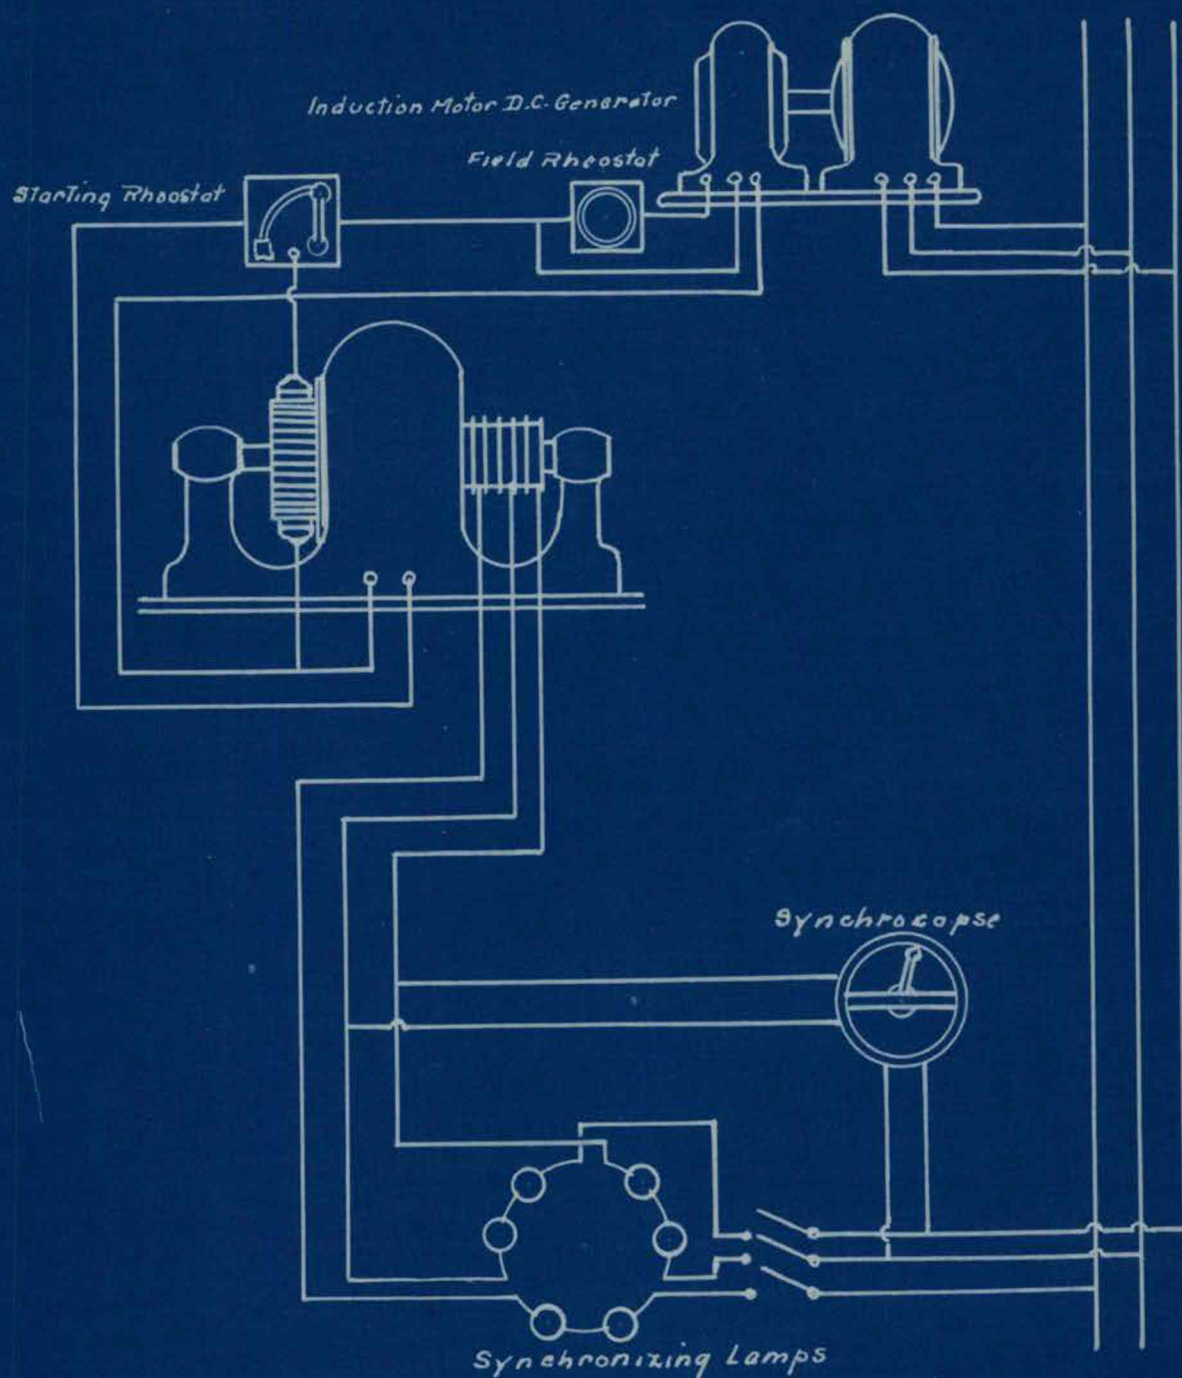 Induction Motor D.C. Generator
Field Rheostat
Starting Rheostat
Synchrocopse
Synchronizing Lamps